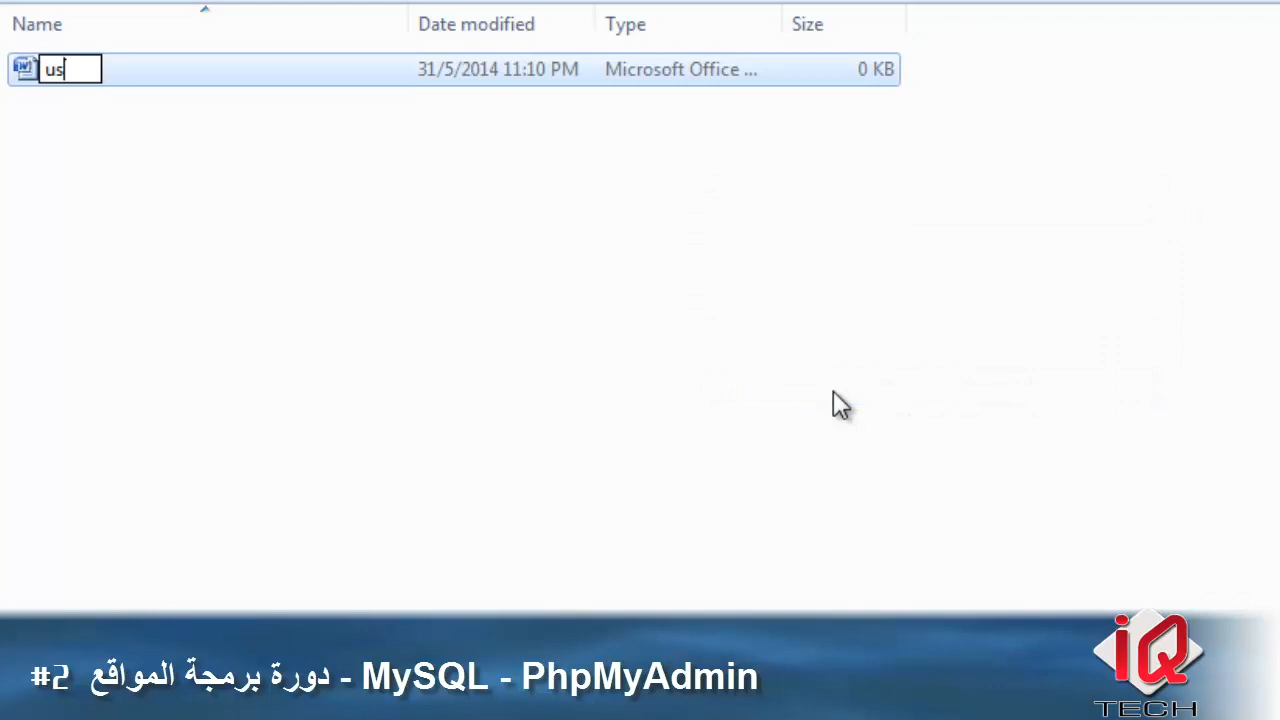 Name Date modified Type Size
us 31/5/2014 11:10 PM Microsoft Office ... 0 KB
دورة برمجة المواقع #2 - MySQL - PhpMyAdmin
iQ
TECH